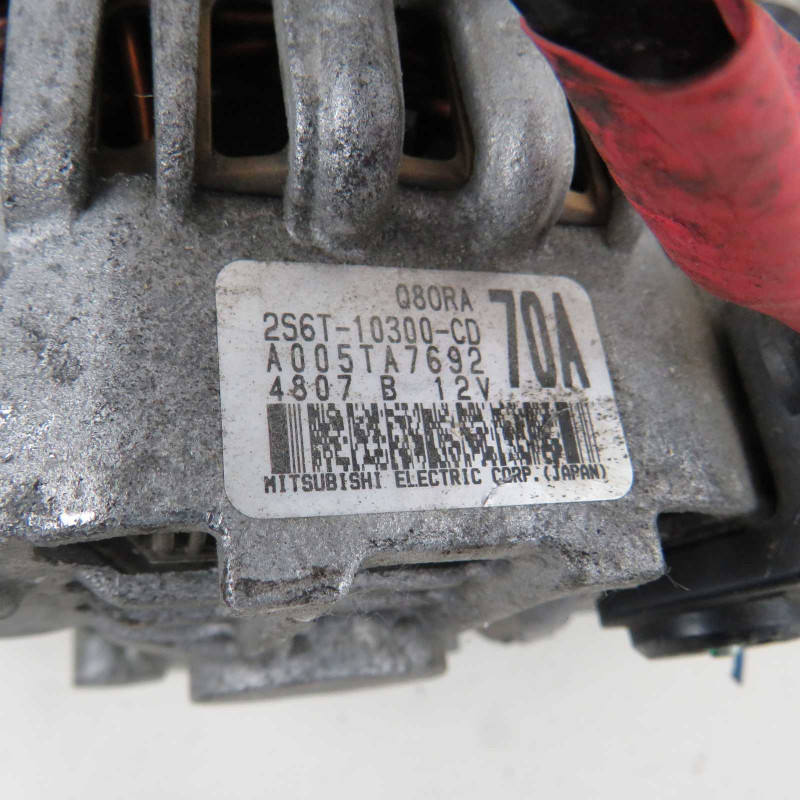 Q80RA
2S6T-10300-CD
70A
A005TA7692
4807 B 12V
MITSUBISHI ELECTRIC CORP.(JAPAN)